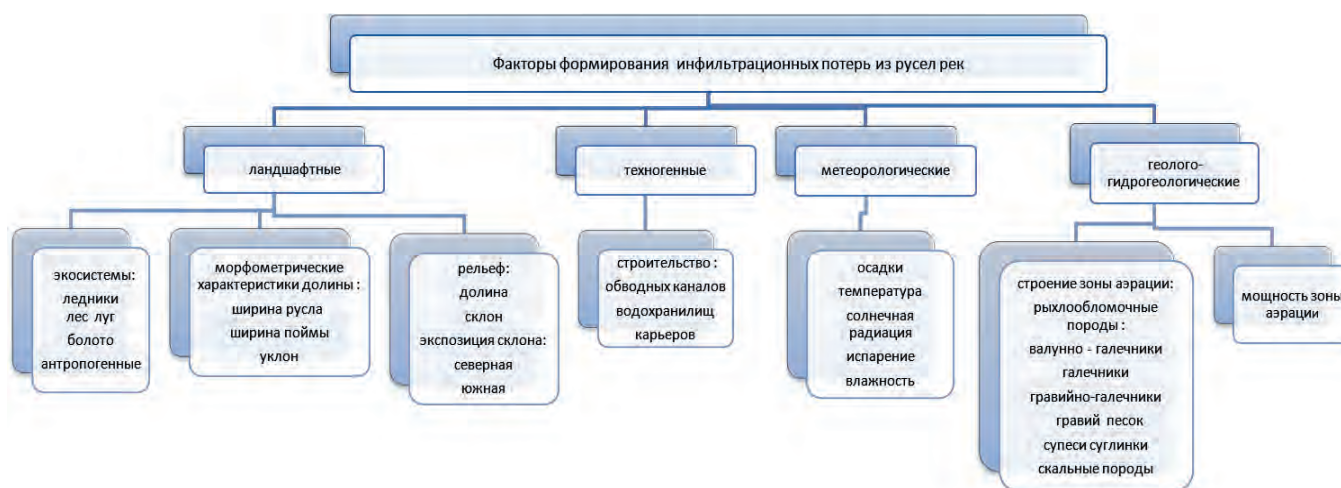 Факторы формирования инфильтрационных потерь из русел рек
ландшафтные
техногенные
метеорологические
геолого-
гидрогеологические
экосистемы:
ледники
лес луг
болото
антропогенные
морфометрические
характеристики долины :
ширина русла
ширина поймы
уклон
рельеф:
долина
склон
экспозиция склона:
северная
южная
строительство :
обводных каналов
водохранилищ
карьеров
осадки
температура
солнечная
радиация
испарение
влажность
строение зоны аэрации:
рыхлообломочные
породы :
валунно - галечники
галечники
гравийно-галечники
гравий песок
супеси суглинки
скальные породы
мощность зоны
аэрации